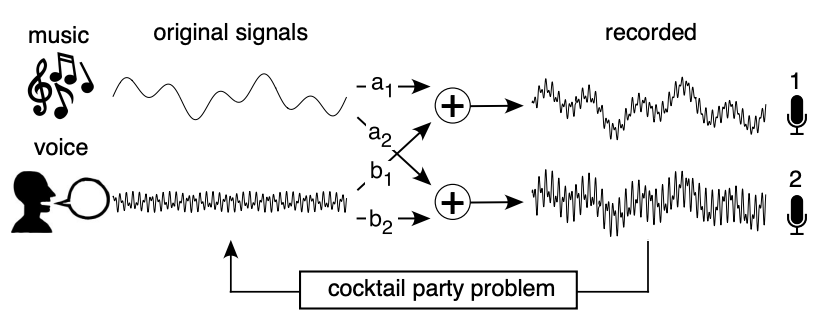 music
original signals
recorded
a1
1
a2
voice
b1
2
b2
cocktail party problem